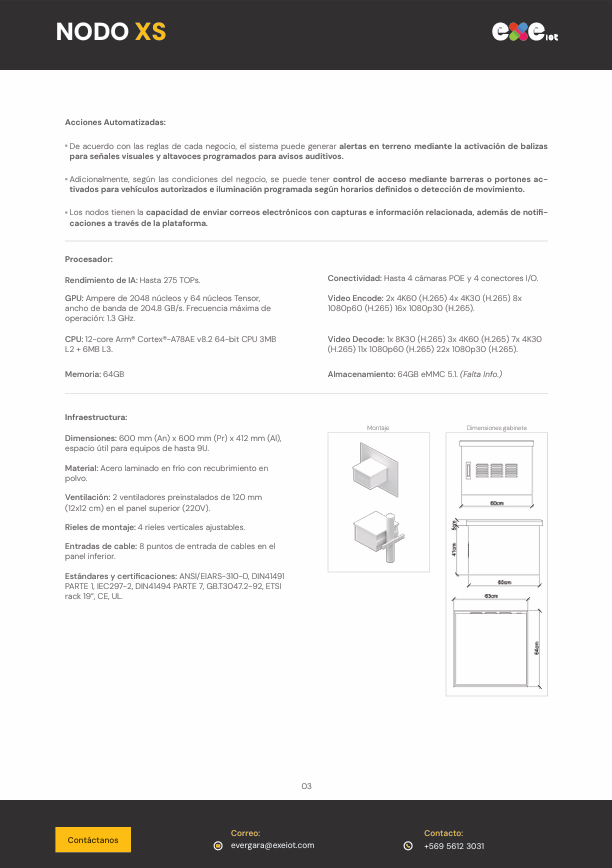 NODO XS
exe iot
Acciones Automatizadas:
• De acuerdo con las reglas de cada negocio, el sistema puede generar alertas en terreno mediante la activación de balizas
para señales visuales y altavoces programados para avisos auditivos.
• Adicionalmente, según las condiciones del negocio, se puede tener control de acceso mediante barreras o portones ac-
tivados para vehículos autorizados e iluminación programada según horarios definidos o detección de movimiento.
• Los nodos tienen la capacidad de enviar correos electrónicos con capturas e información relacionada, además de notifi-
caciones a través de la plataforma.
Procesador:
Rendimiento de IA: Hasta 275 TOPs.
GPU: Ampere de 2048 núcleos y 64 núcleos Tensor,
ancho de banda de 204.8 GB/s. Frecuencia máxima de
operación: 1.3 GHz.
CPU: 12-core Arm® Cortex®-A78AE v8.2 64-bit CPU 3MB
L2 + 6MB L3.
Memoria: 64GB
Conectividad: Hasta 4 cámaras POE y 4 conectores I/O.
Video Encode: 2x 4K60 (H.265) 4x 4K30 (H.265) 8x
1080p60 (H.265) 16x 1080p30 (H.265).
Video Decode: 1x 8K30 (H.265) 3x 4K60 (H.265) 7x 4K30
(H.265) 11x 1080p60 (H.265) 22x 1080p30 (H.265).
Almacenamiento: 64GB eMMC 5.1. (Falta Info.)
Infraestructura:
Dimensiones: 600 mm (An) x 600 mm (Pr) x 412 mm (Al),
espacio útil para equipos de hasta 9U.
Material: Acero laminado en frío con recubrimiento en
polvo.
Ventilación: 2 ventiladores preinstalados de 120 mm
(12x12 cm) en el panel superior (220V).
Rieles de montaje: 4 rieles verticales ajustables.
Entradas de cable: 8 puntos de entrada de cables en el
panel inferior.
Estándares y certificaciones: ANSI/EIARS-310-D, DIN41491
PARTE 1, IEC297-2, DIN41494 PARTE 7, GB.T3047.2-92, ETSI
rack 19", CE, UL.
Montaje
Dimensiones gabinete
60cm
5cm
41cm
60cm
63cm
64cm
03
Contáctanos
Correo:
evergara@exeiot.com
Contacto:
+569 5612 3031